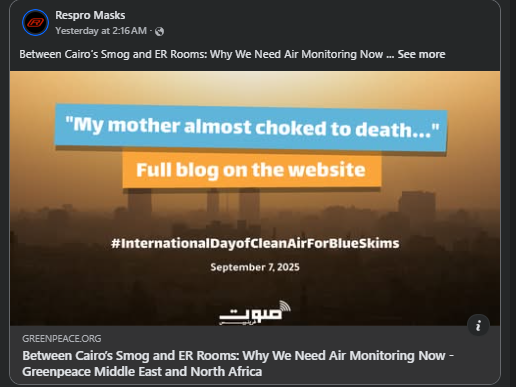 Respro Masks
Yesterday at 2:16 AM ·
Between Cairo's Smog and ER Rooms: Why We Need Air Monitoring Now ... See more
"My mother almost choked to death..."
Full blog on the website
#InternationalDayofCleanAirForBlueSkims
September 7, 2025
صوت
GREENPEACE.ORG
Between Cairo's Smog and ER Rooms: Why We Need Air Monitoring Now -
Greenpeace Middle East and North Africa